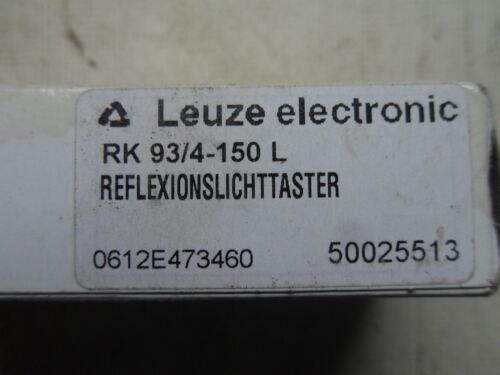 Leuze electronic
RK 93/4-150 L
REFLEXIONSLICHTTASTER
0612E473460 50025513